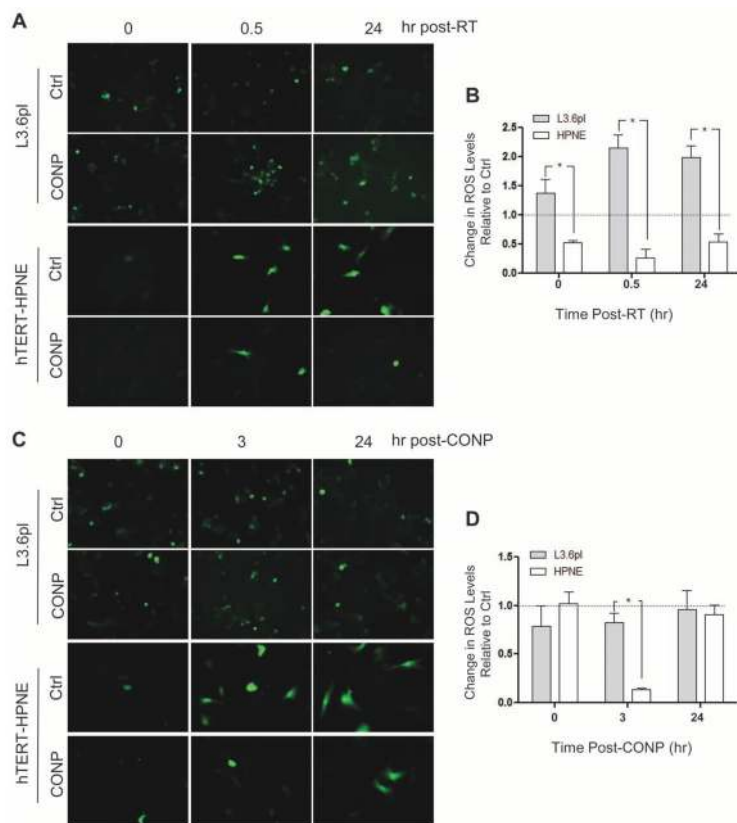 A
0 0.5 24 hr post-RT
L3.6pl
Ctrl
CONP
hTERT-HPNE
Ctrl
CONP
B
L3.6pl
HPNE
Change in ROS Levels
Relative to Ctrl
2.5
2.0
1.5
1.0
0.5
0.0
* * *
0 0.5 24
Time Post-RT (hr)
C
0 3 24 hr post-CONP
L3.6pl
Ctrl
CONP
hTERT-HPNE
Ctrl
CONP
D
L3.6pl
HPNE
Change in ROS Levels
Relative to Ctrl
1.5
1.0
0.5
0.0
*
0 3 24
Time Post-CONP (hr)